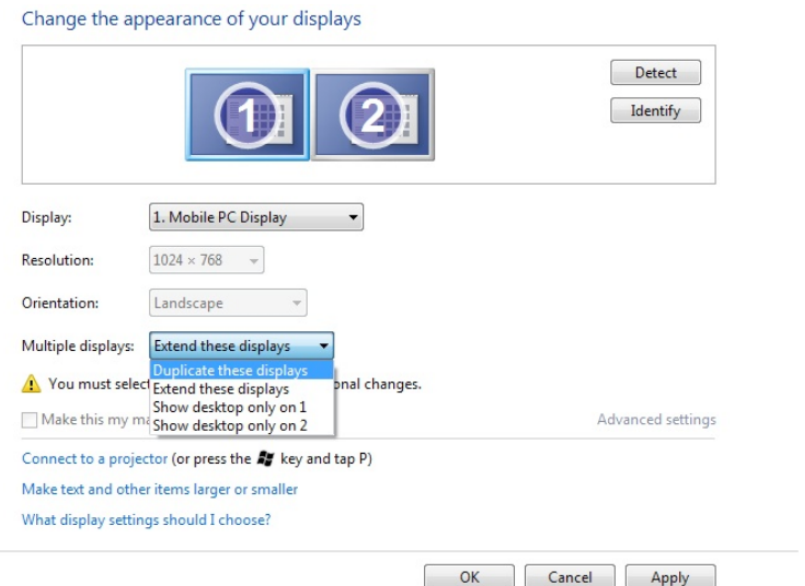 Change the appearance of your displays
1 2
Detect
Identify
Display: 1. Mobile PC Display
Resolution: 1024 × 768
Orientation: Landscape
Multiple displays: Extend these displays
Duplicate these displays
You must select onal changes.
Extend these displays
Show desktop only on 1
Make this my ma Advanced settings
Show desktop only on 2
Connect to a projector (or press the key and tap P)
Make text and other items larger or smaller
What display settings should I choose?
OK Cancel Apply